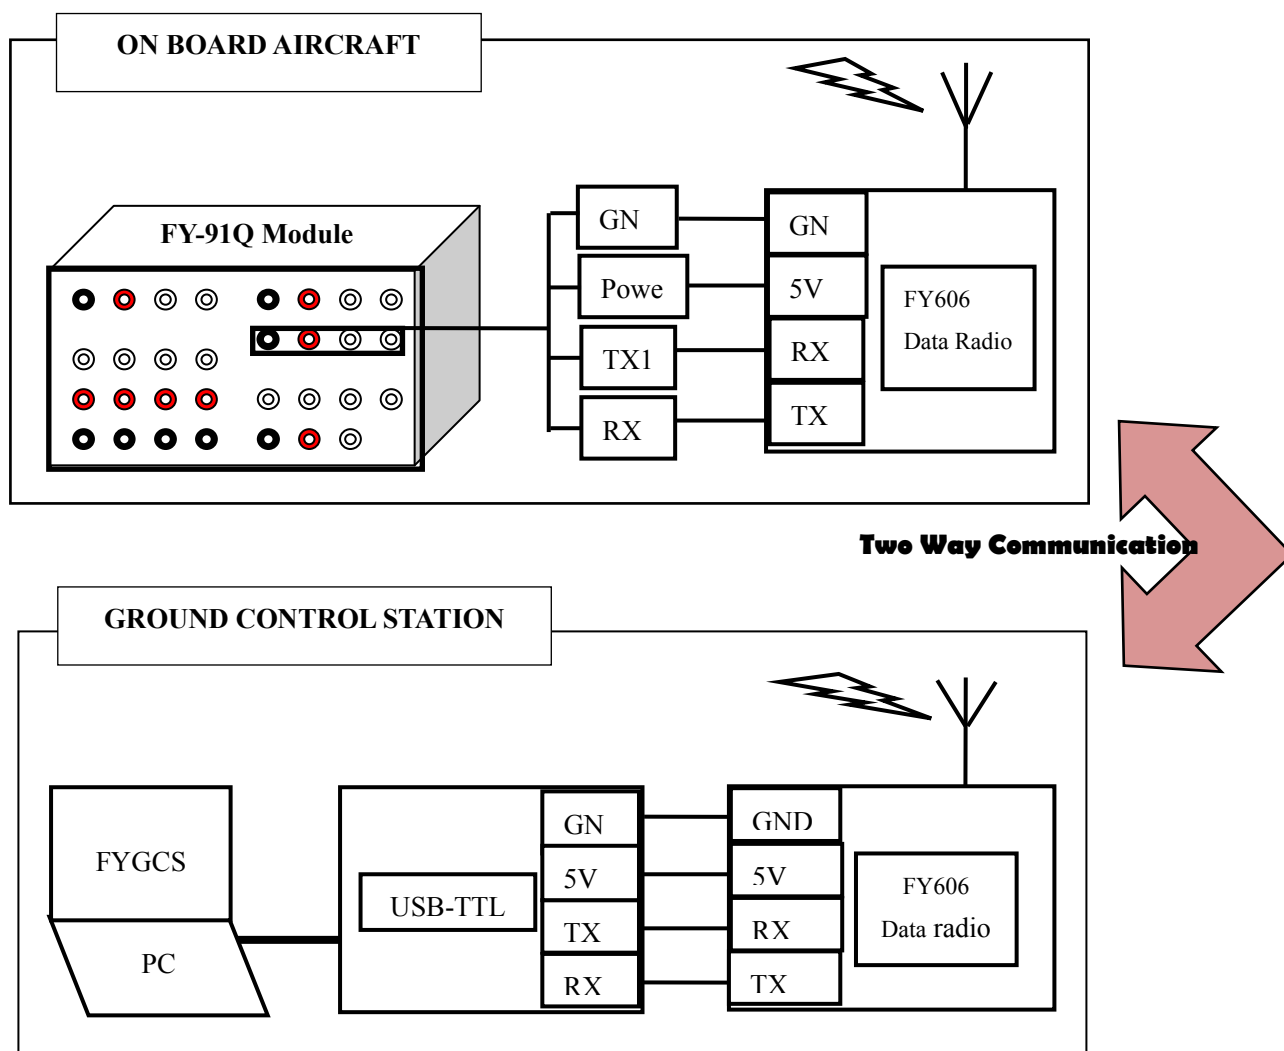 ON BOARD AIRCRAFT
FY-91Q Module
GN
Powe
TX1
RX
GN
5V
RX
TX
FY606
Data Radio
Two Way Communication
GROUND CONTROL STATION
FYGCS
PC
USB-TTL
GN
5V
TX
RX
GND
5V
RX
TX
FY606
Data radio